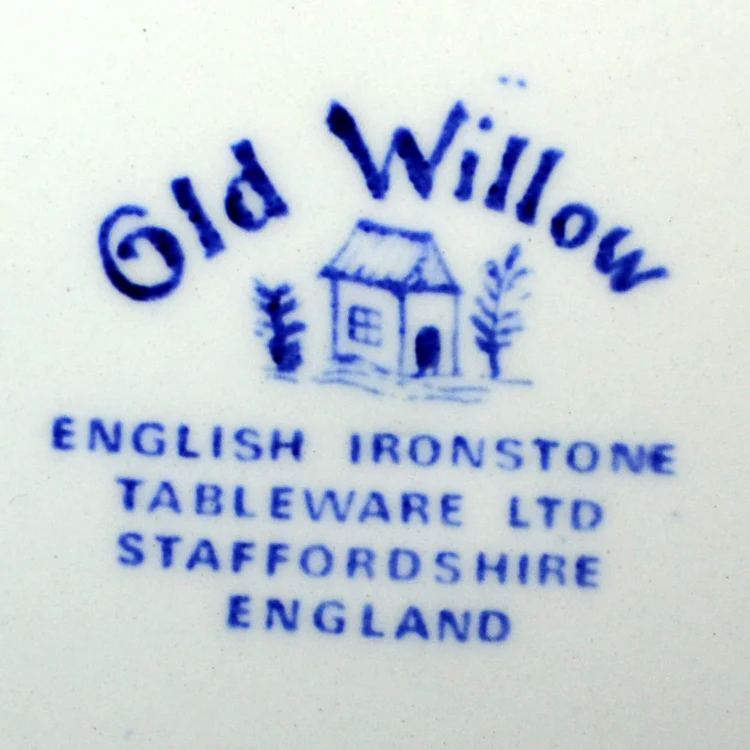 Old Willow
ENGLISH IRONSTONE
TABLEWARE LTD
STAFFORDSHIRE
ENGLAND